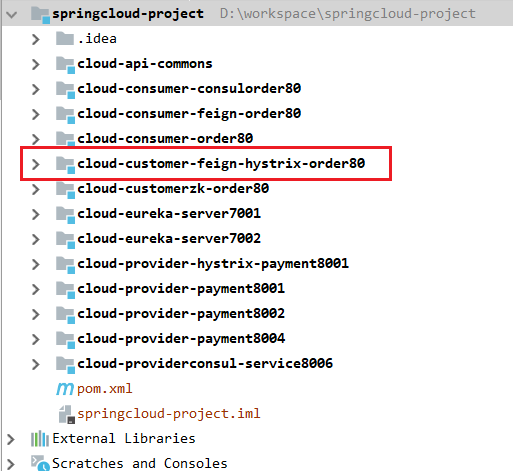 springcloud-project D:\workspace\springcloud-project
.idea
cloud-api-commons
cloud-consumer-consulorder80
cloud-consumer-feign-order80
cloud-consumer-order80
cloud-customer-feign-hystrix-order80
cloud-customerzk-order80
cloud-eureka-server7001
cloud-eureka-server7002
cloud-provider-hystrix-payment8001
cloud-provider-payment8001
cloud-provider-payment8002
cloud-provider-payment8004
cloud-providerconsul-service8006
m pom.xml
springcloud-project.iml
External Libraries
Scratches and Consoles